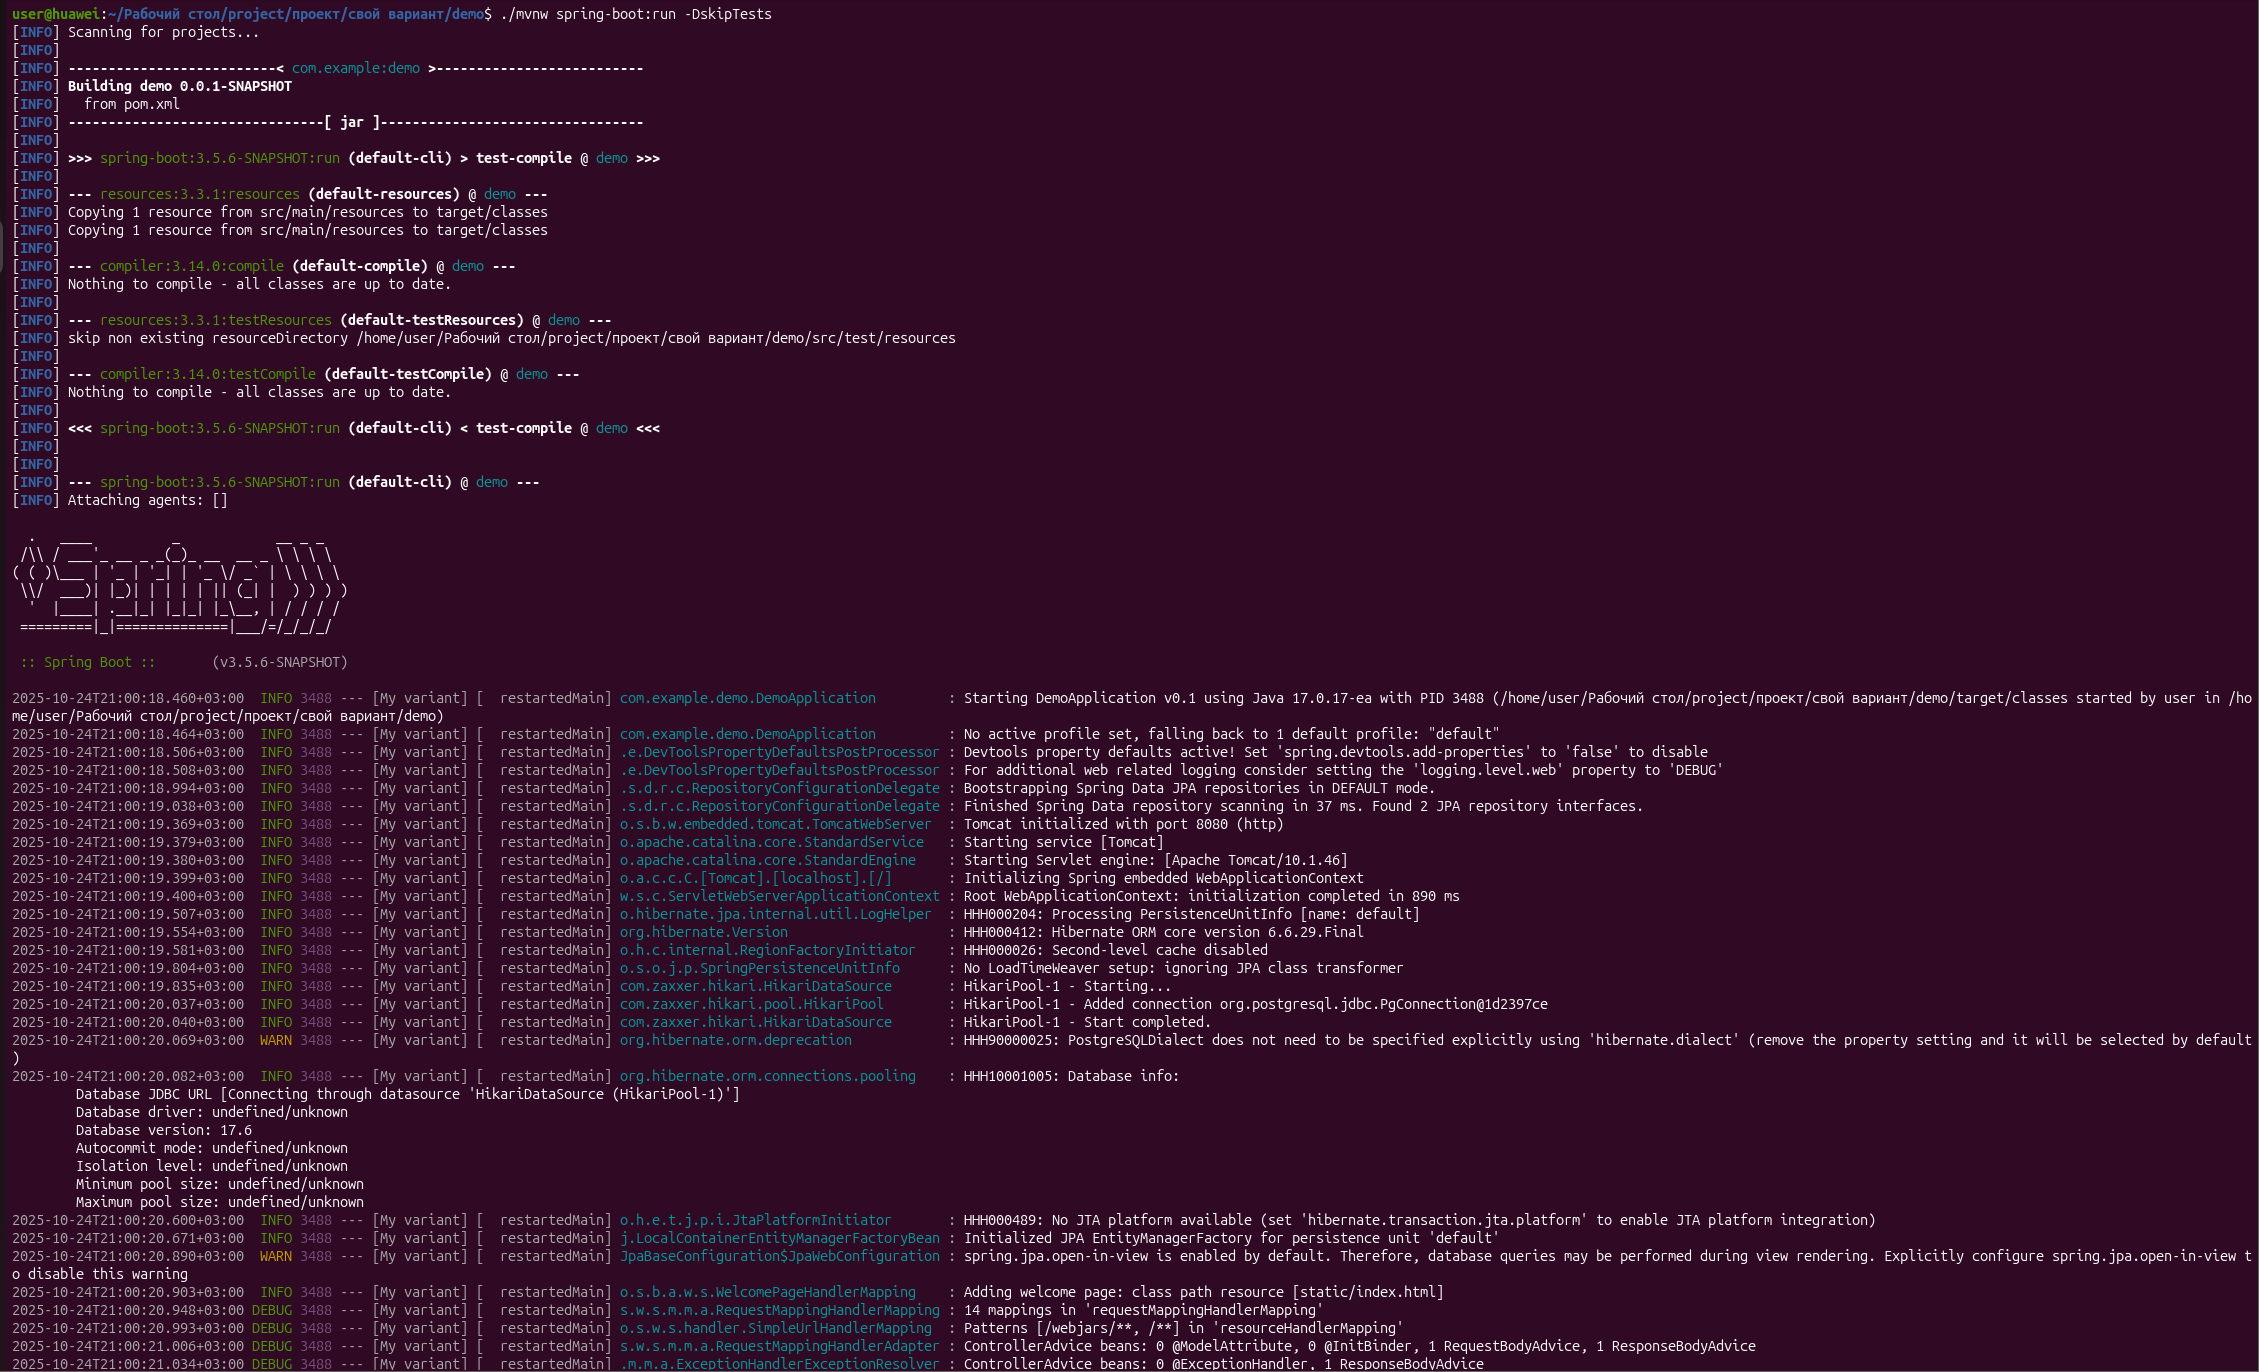 user@huawei:~/Рабочий стол/project/проект/свой вариант/demo$ ./mvnw spring-boot:run -DskipTests
[INFO] Scanning for projects...
[INFO]
[INFO] --------------------------< com.example:demo >--------------------------
[INFO] Building demo 0.0.1-SNAPSHOT
[INFO]   from pom.xml
[INFO] --------------------------------[ jar ]---------------------------------
[INFO]
[INFO] >>> spring-boot:3.5.6-SNAPSHOT:run (default-cli) > test-compile @ demo >>>
[INFO]
[INFO] --- resources:3.3.1:resources (default-resources) @ demo ---
[INFO] Copying 1 resource from src/main/resources to target/classes
[INFO] Copying 1 resource from src/main/resources to target/classes
[INFO]
[INFO] --- compiler:3.14.0:compile (default-compile) @ demo ---
[INFO] Nothing to compile - all classes are up to date.
[INFO]
[INFO] --- resources:3.3.1:testResources (default-testResources) @ demo ---
[INFO] skip non existing resourceDirectory /home/user/Рабочий стол/project/проект/свой вариант/demo/src/test/resources
[INFO]
[INFO] --- compiler:3.14.0:testCompile (default-testCompile) @ demo ---
[INFO] Nothing to compile - all classes are up to date.
[INFO]
[INFO] <<< spring-boot:3.5.6-SNAPSHOT:run (default-cli) < test-compile @ demo <<<
[INFO]
[INFO]
[INFO] --- spring-boot:3.5.6-SNAPSHOT:run (default-cli) @ demo ---
[INFO] Attaching agents: []
  .   ____          _            __ _ _
 /\\ / ___'_ __ _ _(_)_ __  __ _ \ \ \ \
( ( )\___ | '_ | '_| | '_ \/ _` | \ \ \ \
 \\/  ___)| |_)| | | | | || (_| |  ) ) ) )
  '  |____| .__|_| |_|_| |_\__, | / / / /
 =========|_|==============|___/=/_/_/_/
 :: Spring Boot ::       (v3.5.6-SNAPSHOT)
2025-10-24T21:00:18.460+03:00  INFO 3488 --- [My variant] [  restartedMain] com.example.demo.DemoApplication         : Starting DemoApplication v0.1 using Java 17.0.17-ea with PID 3488 (/home/user/Рабочий стол/project/проект/свой вариант/demo/target/classes started by user in /ho
me/user/Рабочий стол/project/проект/свой вариант/demo)
2025-10-24T21:00:18.464+03:00  INFO 3488 --- [My variant] [  restartedMain] com.example.demo.DemoApplication         : No active profile set, falling back to 1 default profile: "default"
2025-10-24T21:00:18.506+03:00  INFO 3488 --- [My variant] [  restartedMain] .e.DevToolsPropertyDefaultsPostProcessor : Devtools property defaults active! Set 'spring.devtools.add-properties' to 'false' to disable
2025-10-24T21:00:18.508+03:00  INFO 3488 --- [My variant] [  restartedMain] .e.DevToolsPropertyDefaultsPostProcessor : For additional web related logging consider setting the 'logging.level.web' property to 'DEBUG'
2025-10-24T21:00:18.994+03:00  INFO 3488 --- [My variant] [  restartedMain] .s.d.r.c.RepositoryConfigurationDelegate : Bootstrapping Spring Data JPA repositories in DEFAULT mode.
2025-10-24T21:00:19.038+03:00  INFO 3488 --- [My variant] [  restartedMain] .s.d.r.c.RepositoryConfigurationDelegate : Finished Spring Data repository scanning in 37 ms. Found 2 JPA repository interfaces.
2025-10-24T21:00:19.369+03:00  INFO 3488 --- [My variant] [  restartedMain] o.s.b.w.embedded.tomcat.TomcatWebServer  : Tomcat initialized with port 8080 (http)
2025-10-24T21:00:19.379+03:00  INFO 3488 --- [My variant] [  restartedMain] o.apache.catalina.core.StandardService   : Starting service [Tomcat]
2025-10-24T21:00:19.380+03:00  INFO 3488 --- [My variant] [  restartedMain] o.apache.catalina.core.StandardEngine    : Starting Servlet engine: [Apache Tomcat/10.1.46]
2025-10-24T21:00:19.399+03:00  INFO 3488 --- [My variant] [  restartedMain] o.a.c.c.C.[Tomcat].[localhost].[/]       : Initializing Spring embedded WebApplicationContext
2025-10-24T21:00:19.400+03:00  INFO 3488 --- [My variant] [  restartedMain] w.s.c.ServletWebServerApplicationContext : Root WebApplicationContext: initialization completed in 890 ms
2025-10-24T21:00:19.507+03:00  INFO 3488 --- [My variant] [  restartedMain] o.hibernate.jpa.internal.util.LogHelper  : HHH000204: Processing PersistenceUnitInfo [name: default]
2025-10-24T21:00:19.554+03:00  INFO 3488 --- [My variant] [  restartedMain] org.hibernate.Version                    : HHH000412: Hibernate ORM core version 6.6.29.Final
2025-10-24T21:00:19.581+03:00  INFO 3488 --- [My variant] [  restartedMain] o.h.c.internal.RegionFactoryInitiator    : HHH000026: Second-level cache disabled
2025-10-24T21:00:19.804+03:00  INFO 3488 --- [My variant] [  restartedMain] o.s.o.j.p.SpringPersistenceUnitInfo      : No LoadTimeWeaver setup: ignoring JPA class transformer
2025-10-24T21:00:19.835+03:00  INFO 3488 --- [My variant] [  restartedMain] com.zaxxer.hikari.HikariDataSource       : HikariPool-1 - Starting...
2025-10-24T21:00:20.037+03:00  INFO 3488 --- [My variant] [  restartedMain] com.zaxxer.hikari.pool.HikariPool        : HikariPool-1 - Added connection org.postgresql.jdbc.PgConnection@1d2397ce
2025-10-24T21:00:20.040+03:00  INFO 3488 --- [My variant] [  restartedMain] com.zaxxer.hikari.HikariDataSource       : HikariPool-1 - Start completed.
2025-10-24T21:00:20.069+03:00  WARN 3488 --- [My variant] [  restartedMain] org.hibernate.orm.deprecation            : HHH90000025: PostgreSQLDialect does not need to be specified explicitly using 'hibernate.dialect' (remove the property setting and it will be selected by default
)
2025-10-24T21:00:20.082+03:00  INFO 3488 --- [My variant] [  restartedMain] org.hibernate.orm.connections.pooling    : HHH10001005: Database info:
        Database JDBC URL [Connecting through datasource 'HikariDataSource (HikariPool-1)']
        Database driver: undefined/unknown
        Database version: 17.6
        Autocommit mode: undefined/unknown
        Isolation level: undefined/unknown
        Minimum pool size: undefined/unknown
        Maximum pool size: undefined/unknown
2025-10-24T21:00:20.600+03:00  INFO 3488 --- [My variant] [  restartedMain] o.h.e.t.j.p.i.JtaPlatformInitiator       : HHH000489: No JTA platform available (set 'hibernate.transaction.jta.platform' to enable JTA platform integration)
2025-10-24T21:00:20.671+03:00  INFO 3488 --- [My variant] [  restartedMain] j.LocalContainerEntityManagerFactoryBean : Initialized JPA EntityManagerFactory for persistence unit 'default'
2025-10-24T21:00:20.890+03:00  WARN 3488 --- [My variant] [  restartedMain] JpaBaseConfiguration$JpaWebConfiguration : spring.jpa.open-in-view is enabled by default. Therefore, database queries may be performed during view rendering. Explicitly configure spring.jpa.open-in-view t
o disable this warning
2025-10-24T21:00:20.903+03:00  INFO 3488 --- [My variant] [  restartedMain] o.s.b.a.w.s.WelcomePageHandlerMapping    : Adding welcome page: class path resource [static/index.html]
2025-10-24T21:00:20.948+03:00 DEBUG 3488 --- [My variant] [  restartedMain] s.w.s.m.m.a.RequestMappingHandlerMapping : 14 mappings in 'requestMappingHandlerMapping'
2025-10-24T21:00:20.993+03:00 DEBUG 3488 --- [My variant] [  restartedMain] o.s.w.s.handler.SimpleUrlHandlerMapping  : Patterns [/webjars/**, /**] in 'resourceHandlerMapping'
2025-10-24T21:00:21.006+03:00 DEBUG 3488 --- [My variant] [  restartedMain] s.w.s.m.m.a.RequestMappingHandlerAdapter : ControllerAdvice beans: 0 @ModelAttribute, 0 @InitBinder, 1 RequestBodyAdvice, 1 ResponseBodyAdvice
2025-10-24T21:00:21.034+03:00 DEBUG 3488 --- [My variant] [  restartedMain] .m.m.a.ExceptionHandlerExceptionResolver : ControllerAdvice beans: 0 @ExceptionHandler, 1 ResponseBodyAdvice